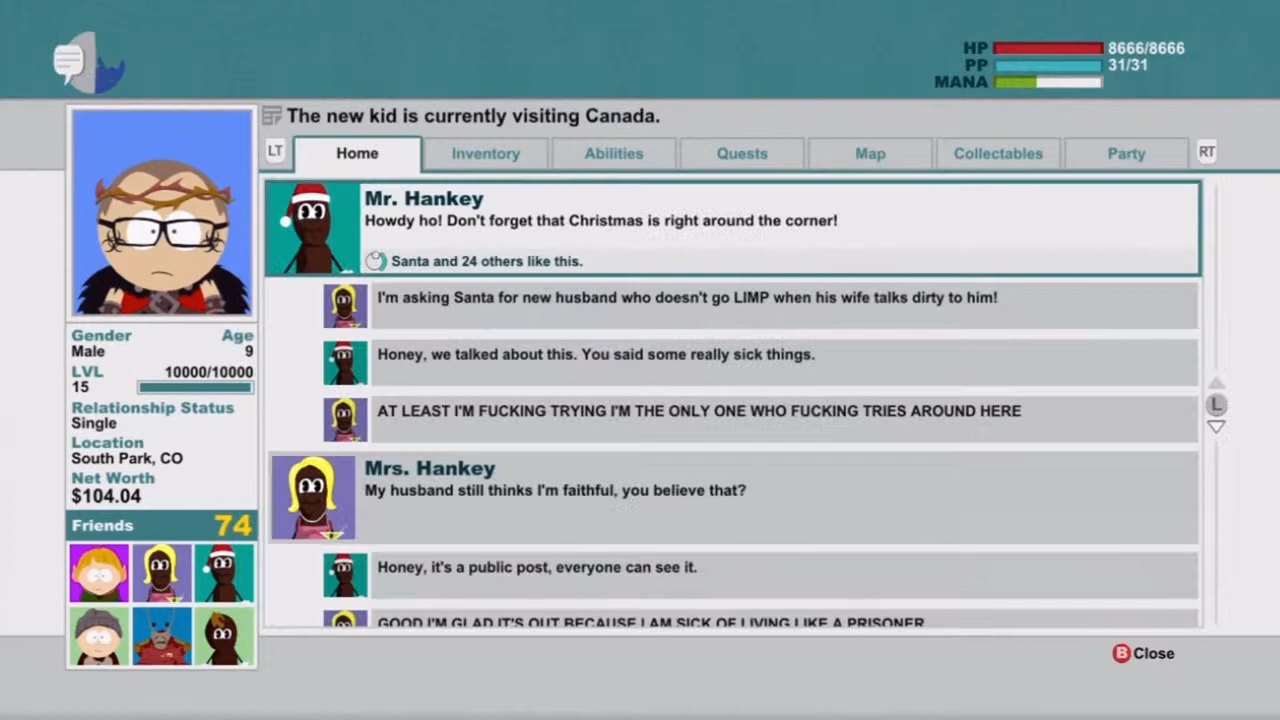 HP 8666/8666
PP 31/31
MANA
The new kid is currently visiting Canada.
LT Home Inventory Abilities Quests Map Collectables Party RT
Mr. Hankey
Howdy ho! Don't forget that Christmas is right around the corner!
Santa and 24 others like this.
I'm asking Santa for new husband who doesn't go LIMP when his wife talks dirty to him!
Honey, we talked about this. You said some really sick things.
AT LEAST I'M FUCKING TRYING I'M THE ONLY ONE WHO FUCKING TRIES AROUND HERE
Mrs. Hankey
My husband still thinks I'm faithful, you believe that?
Honey, it's a public post, everyone can see it.
GOOD I'M GLAD IT'S OUT BECAUSE I AM SICK OF LIVING LIKE A PRISONER
Gender Age
Male 9
LVL 10000/10000
15
Relationship Status
Single
Location
South Park, CO
Net Worth
$104.04
Friends 74
L
B Close